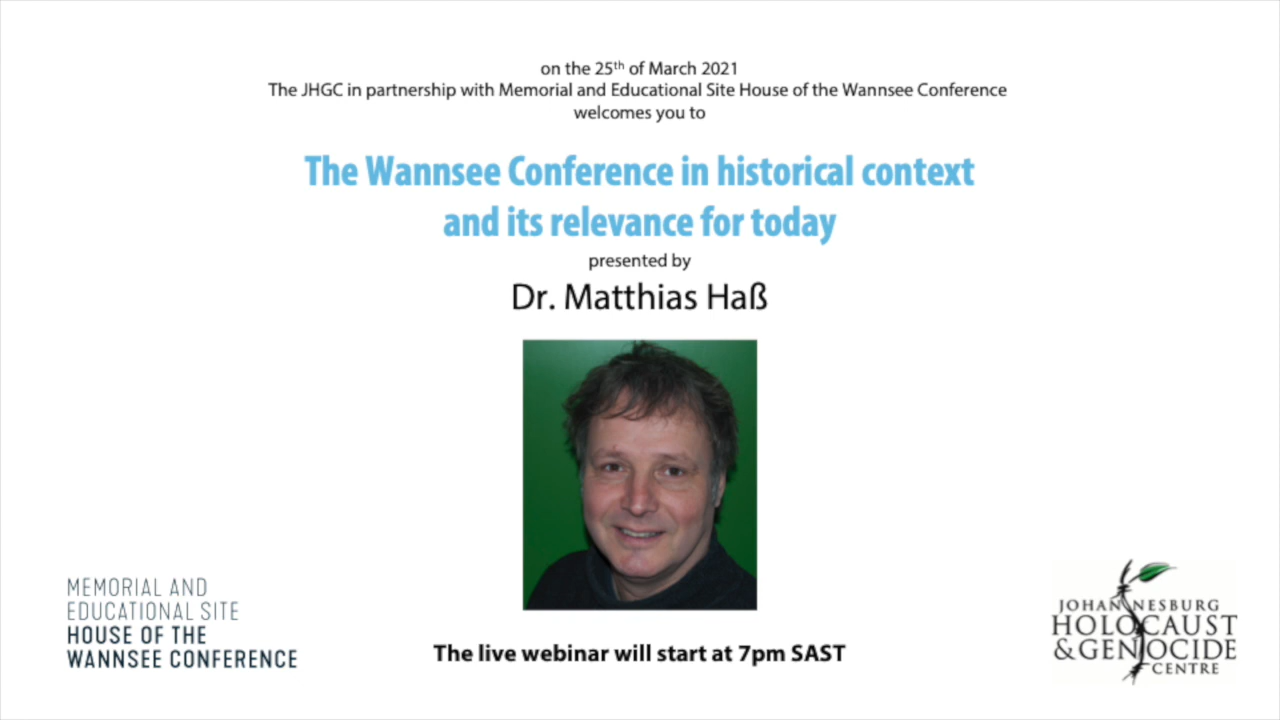 on the 25th of March 2021
The JHGC in partnership with Memorial and Educational Site House of the Wannsee Conference
welcomes you to
The Wannsee Conference in historical context
and its relevance for today
presented by
Dr. Matthias Haß
MEMORIAL AND
EDUCATIONAL SITE
HOUSE OF THE
WANNSEE CONFERENCE
The live webinar will start at 7pm SAST
JOHANNESBURG
HOLOCAUST
& GENOCIDE
CENTRE